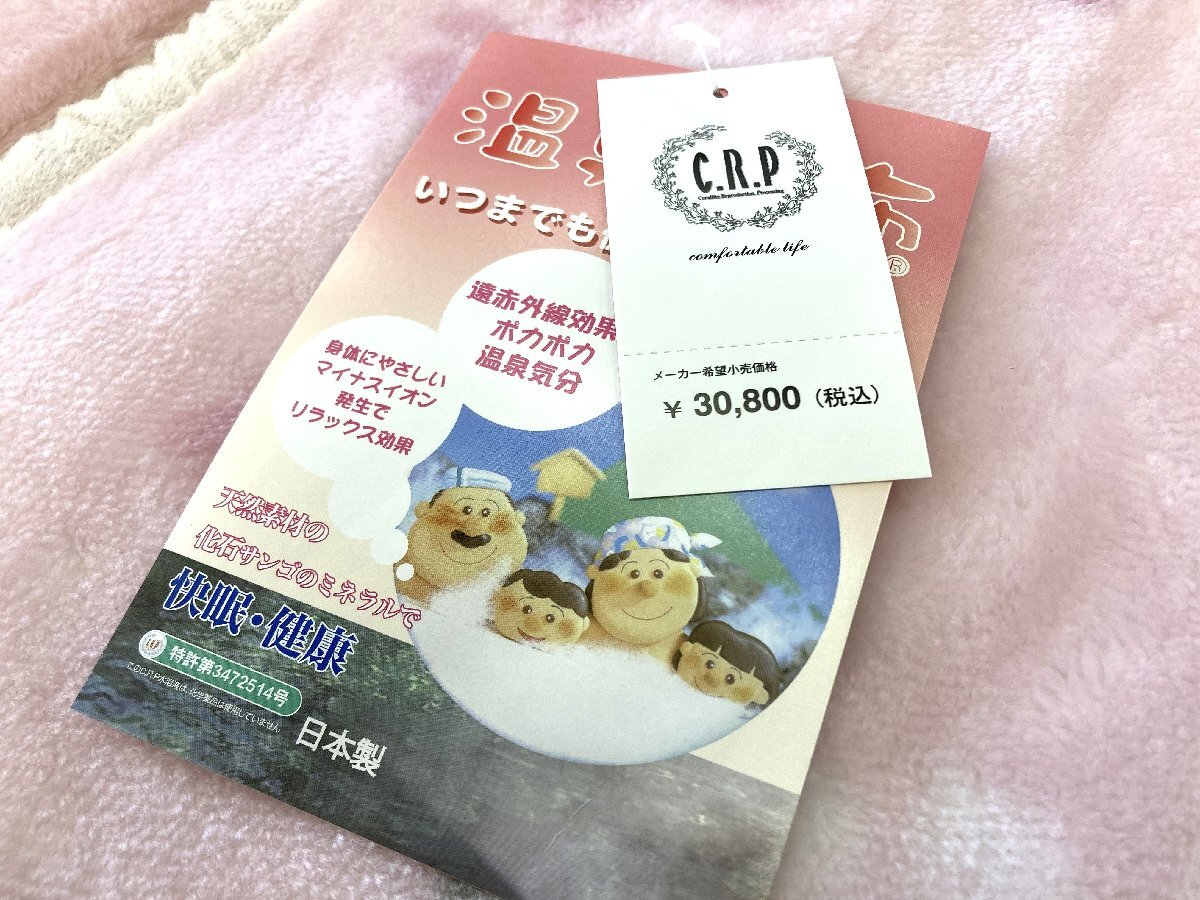 温
布
®
いつまでも
遠赤外線効果
ポカポカ
温泉気分
身体にやさしい
マイナスイオン
発生で
リラックス効果
天然素材の
化石サンゴのミネラルで
快眠・健康
特許第3472514号
日本製
C.R.P
Coralite Reproduction Processing
comfortable life
メーカー希望小売価格
¥ 30,800（税込）